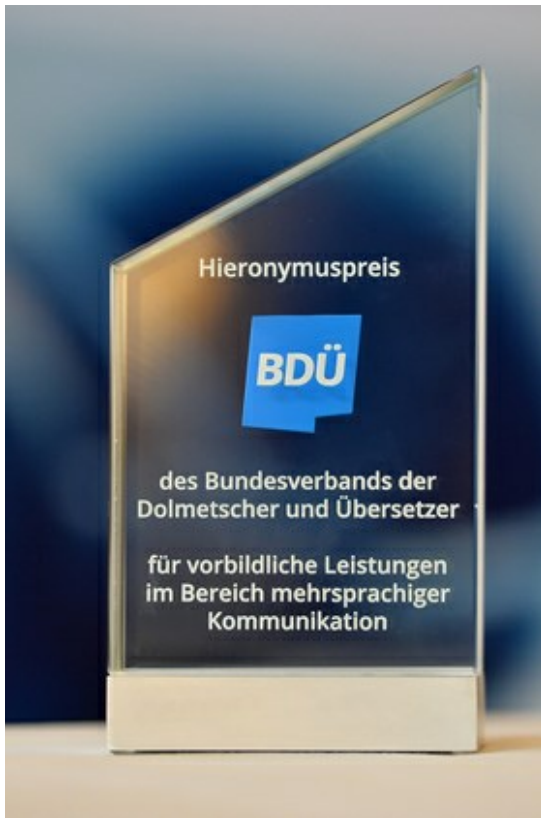 Hieronymuspreis
BDÜ
des Bundesverbands der
Dolmetscher und Übersetzer
für vorbildliche Leistungen
im Bereich mehrsprachiger
Kommunikation